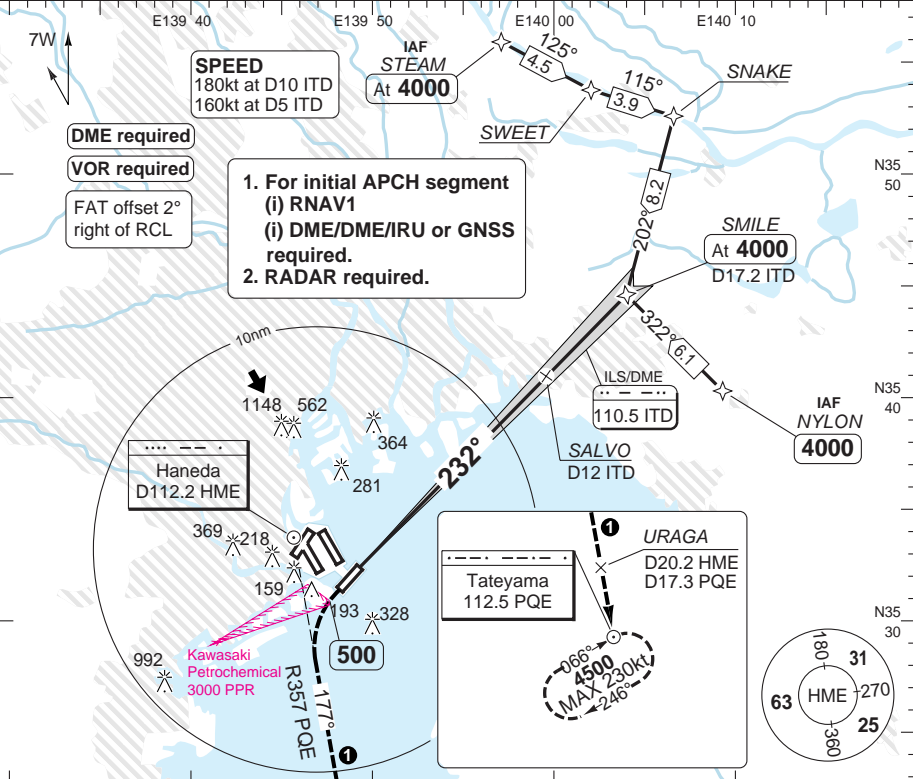 E139 40
E139 50
E140 00
E140 10
7W
SPEED
180kt at D10 ITD
160kt at D5 ITD
IAF
STEAM
At 4000
125°
4.5
115°
3.9
SNAKE
SWEET
DME required
VOR required
FAT offset 2°
right of RCL
1. For initial APCH segment
(i) RNAV1
(i) DME/DME/IRU or GNSS
required.
2. RADAR required.
N35
50
8.2
202°
SMILE
At 4000
D17.2 ITD
322°
6.1
10nm
ILS/DME
110.5 ITD
N35
40
IAF
NYLON
4000
1148
562
364
281
232°
SALVO
D12 ITD
Haneda
D112.2 HME
369
218
159
193
328
500
992
Kawasaki
Petrochemical
3000 PPR
R357 PQE
177°
1
1
URAGA
D20.2 HME
D17.3 PQE
Tateyama
112.5 PQE
066°
4500
MAX 230kt
246°
N35
30
180
31
63
HME
270
25
360